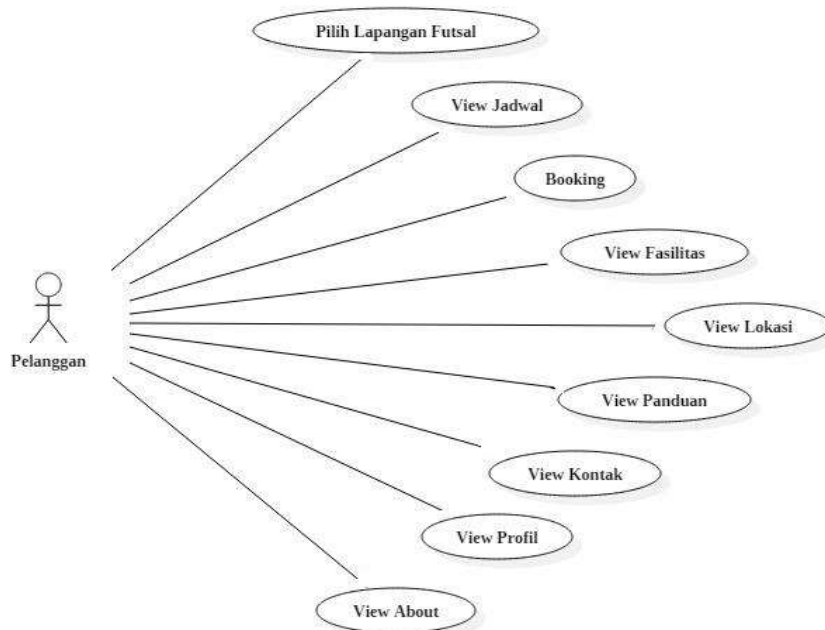 Pilih Lapangan Futsal
View Jadwal
Booking
View Fasilitas
View Lokasi
Pelanggan
View Panduan
View Kontak
View Profil
View About